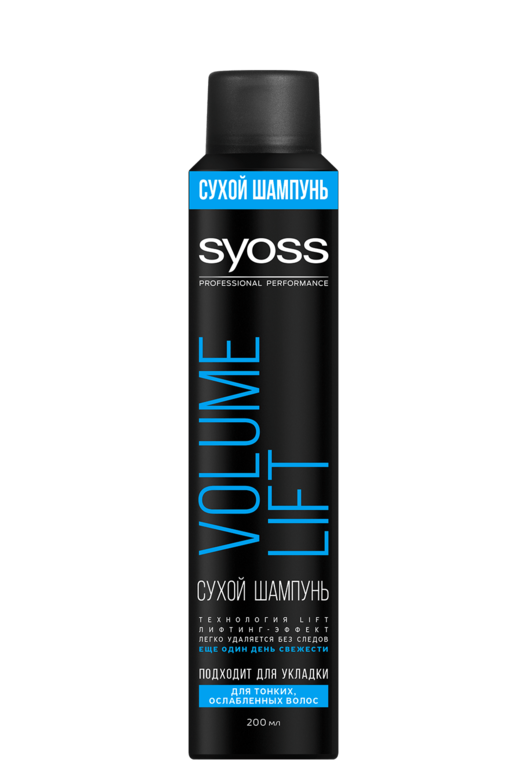 СУХОЙ ШАМПУНЬ
syoss
PROFESSIONAL PERFORMANCE
VOLUME
LIFT
СУХОЙ ШАМПУНЬ
ТЕХНОЛОГИЯ LIFT
ЛИФТИНГ-ЭФФЕКТ
ЛЕГКО УДАЛЯЕТСЯ БЕЗ СЛЕДОВ
ЕЩЕ ОДИН ДЕНЬ СВЕЖЕСТИ
ПОДХОДИТ ДЛЯ УКЛАДКИ
ДЛЯ ТОНКИХ,
ОСЛАБЛЕННЫХ ВОЛОС
200 мл